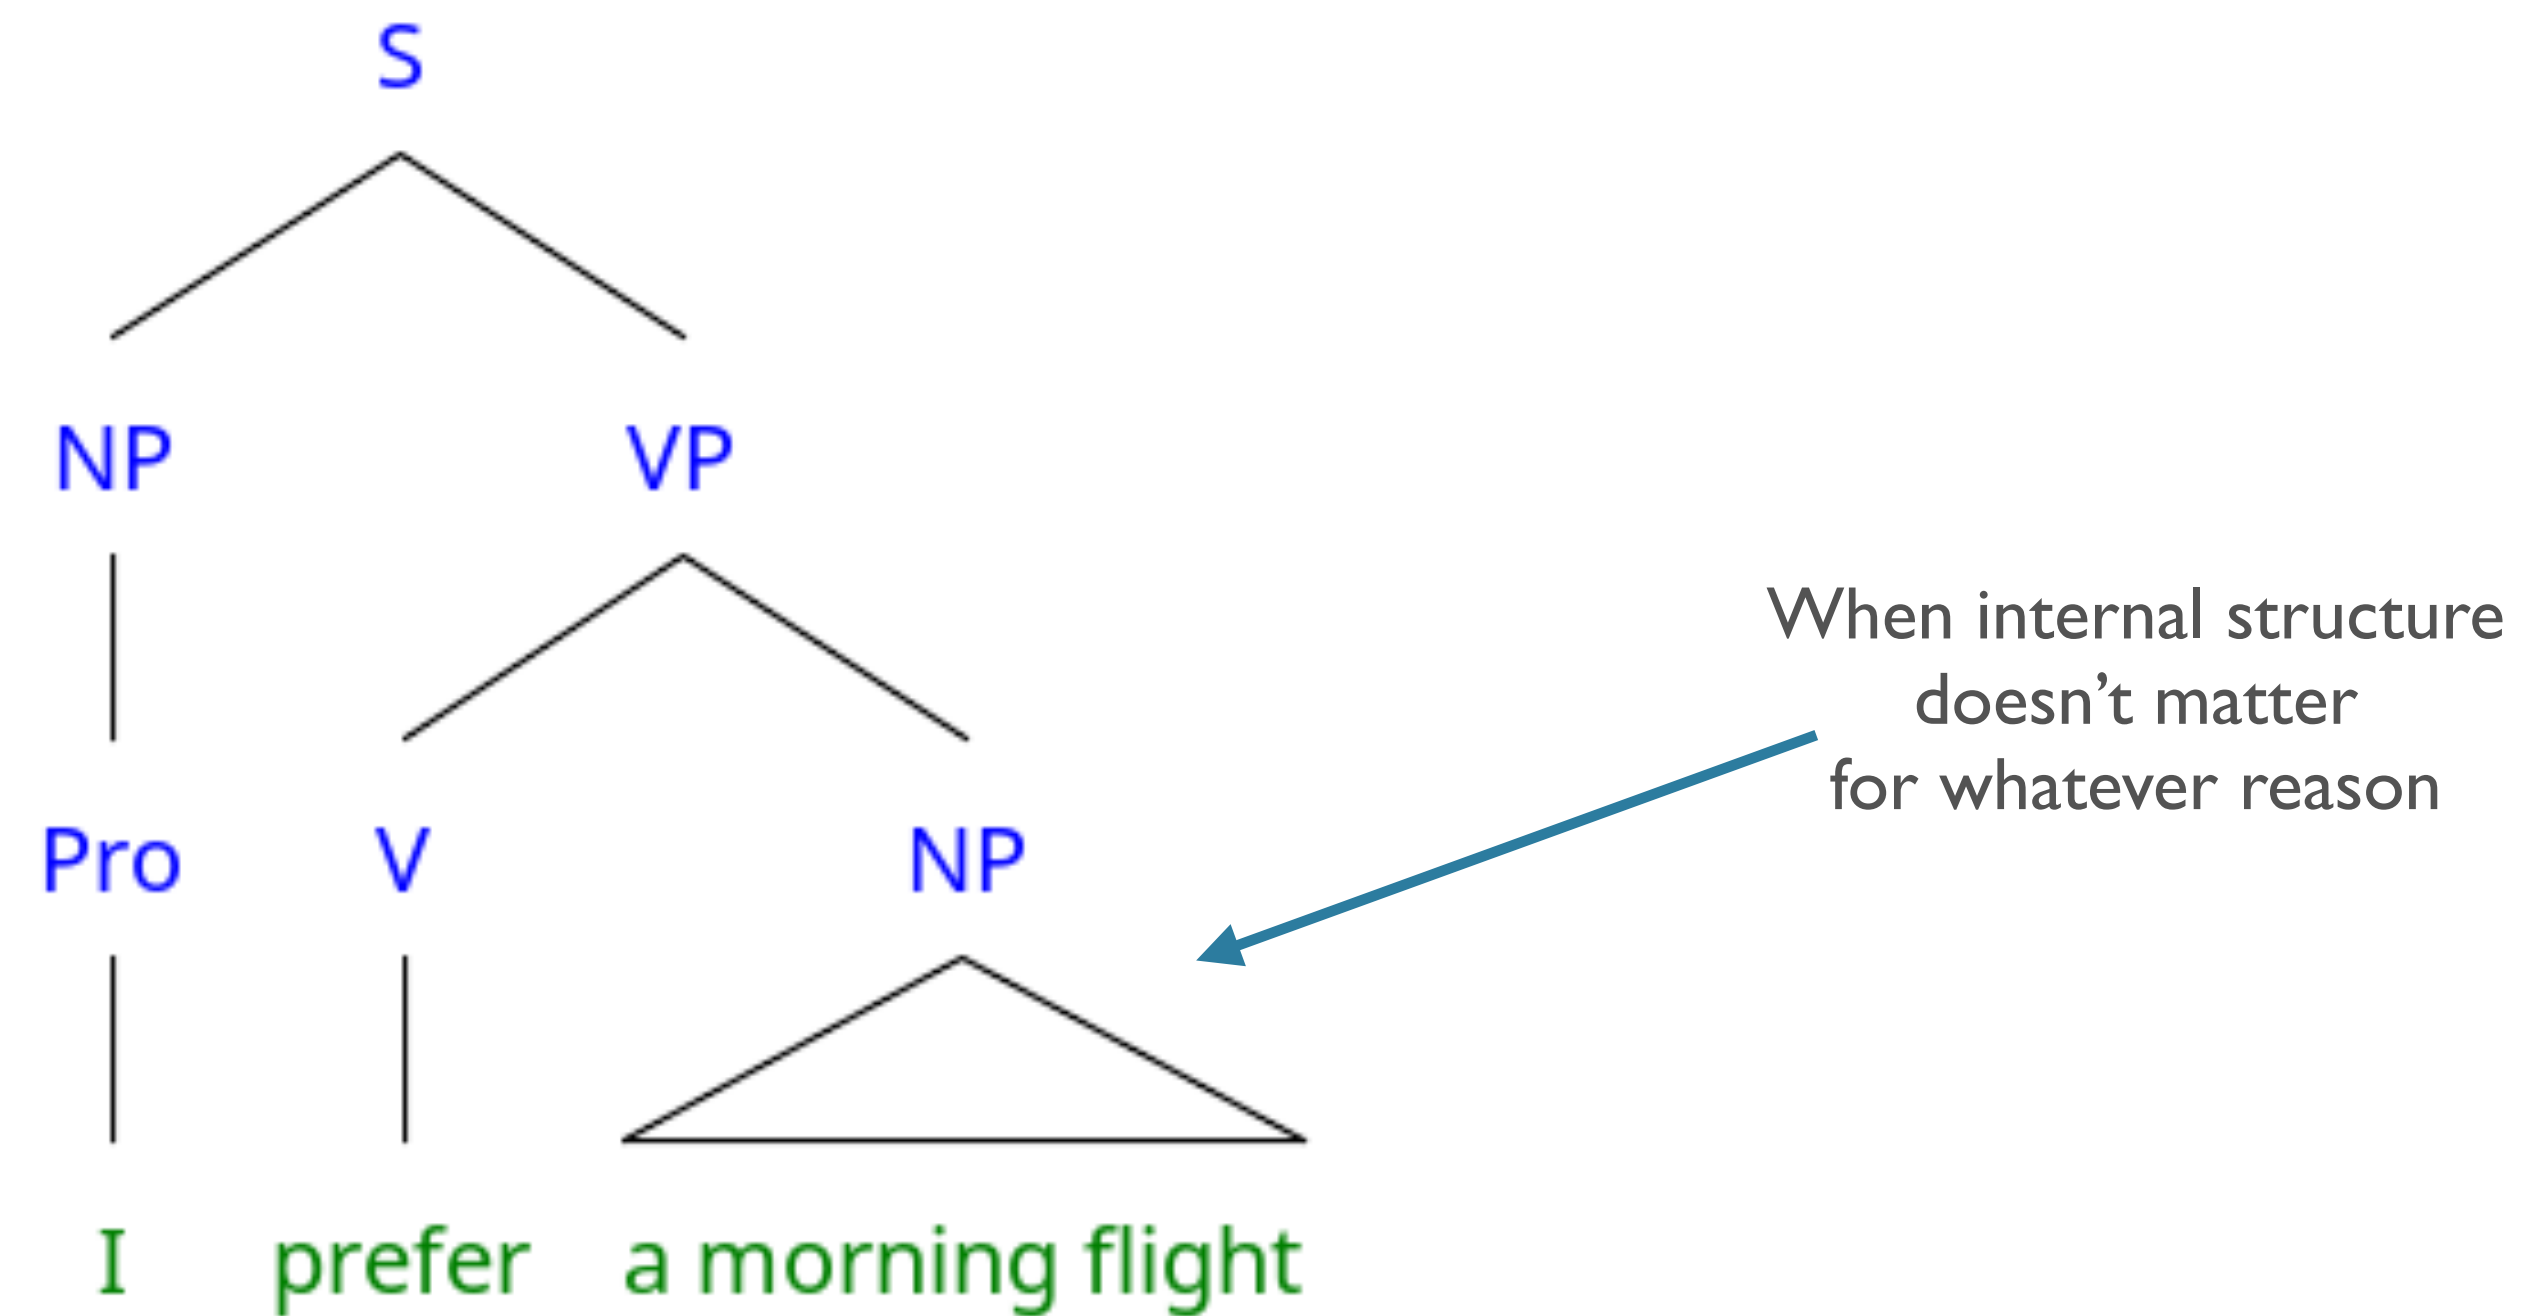 S
NP VP
When internal structure
doesn’t matter
for whatever reason
Pro V NP
I prefer a morning flight